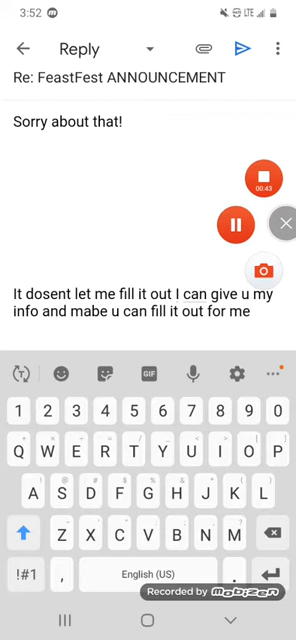 3:52 m LTE
Reply
Re: FeastFest ANNOUNCEMENT
Sorry about that!
00:43
It dosent let me fill it out I can give u my
info and mabe u can fill it out for me
T GIF
1 2 3 4 5 6 7 8 9 0
Q W E R T Y U I O P
A S D F G H J K L
Z X C V B N M
!#1 , English (US) .
Recorded by mobizen